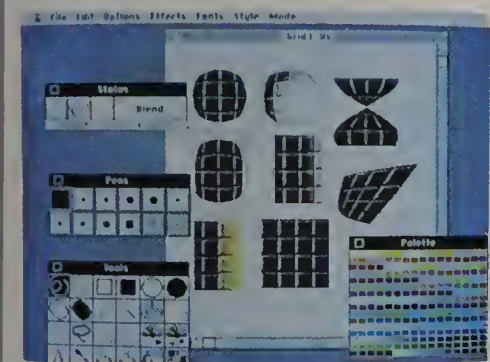 File Edit Options Effects Fonts Style Mode
Status
Blend
Pens
Tools
Palette